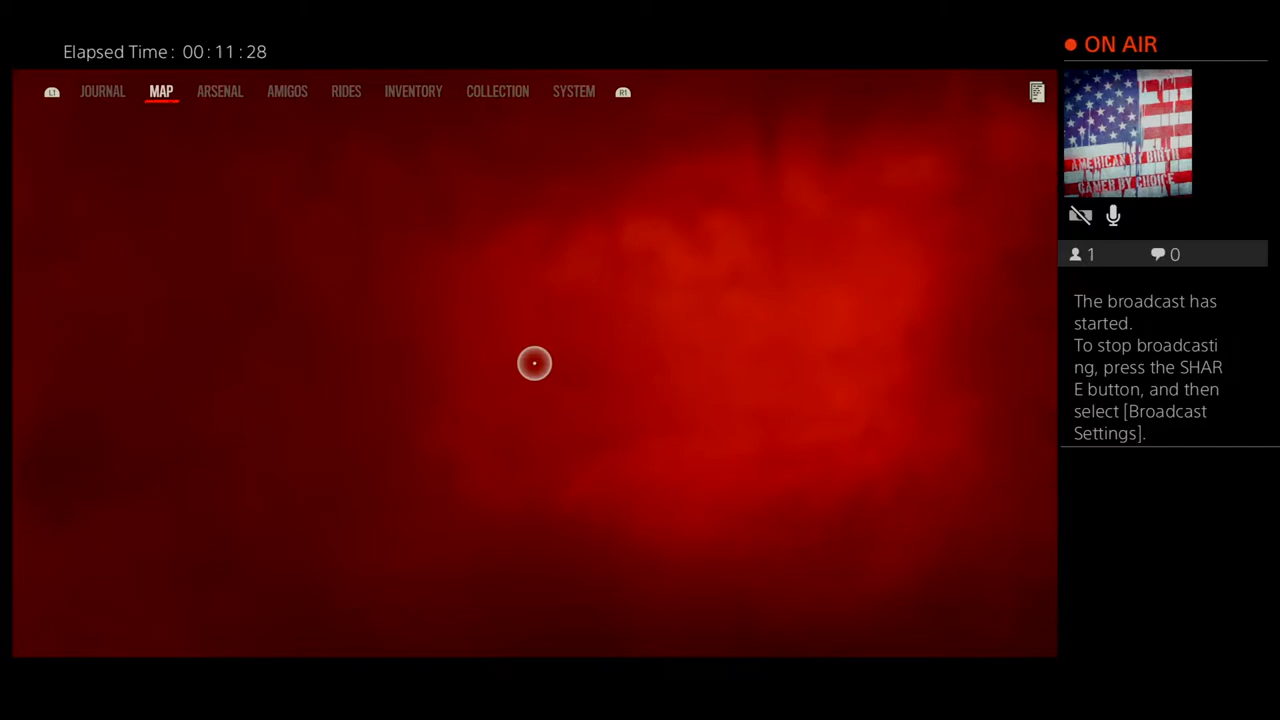 Elapsed Time: 00:11:28
ON AIR
L1 JOURNAL MAP ARSENAL AMIGOS RIDES INVENTORY COLLECTION SYSTEM R1
AMERICAN BY BIRTH
GAMER BY CHOICE
1 0
The broadcast has
started.
To stop broadcasti
ng, press the SHAR
E button, and then
select [Broadcast
Settings].